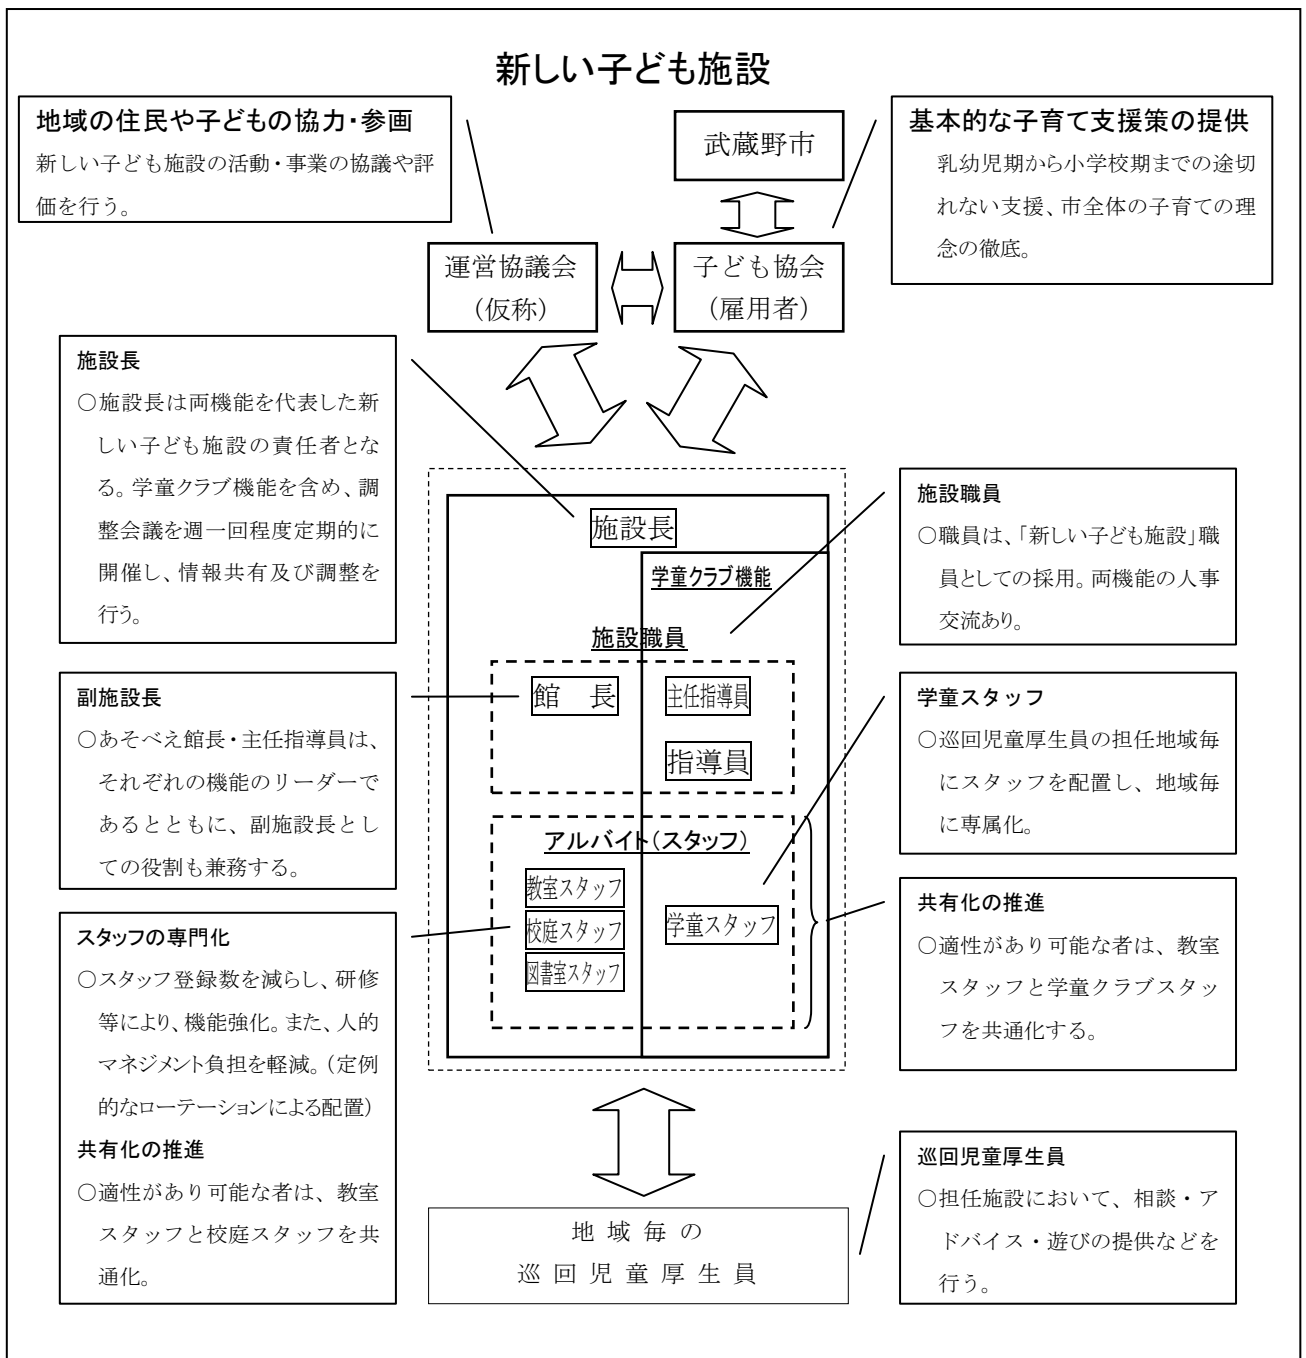 新しい子ども施設
地域の住民や子どもの協力・参画
新しい子ども施設の活動・事業の協議や評
価を行う。
武蔵野市
基本的な子育て支援策の提供
乳幼児期から小学校期までの途切
れない支援、市全体の子育ての理
念の徹底。
運営協議会
(仮称)
子ども協会
(雇用者)
施設長
○施設長は両機能を代表した新
しい子ども施設の責任者とな
る。学童クラブ機能を含め、調
整会議を週一回程度定期的に
開催し、情報共有及び調整を
行う。
副施設長
○あそべえ館長・主任指導員は、
それぞれの機能のリーダーで
あるとともに、副施設長とし
ての役割も兼務する。
スタッフの専門化
○スタッフ登録数を減らし、研修
等により、機能強化。また、人的
マネジメント負担を軽減。(定例
的なローテーションによる配置)
共有化の推進
○適性があり可能な者は、教室
スタッフと校庭スタッフを共
通化。
施設長
学童クラブ機能
施設職員
館 長
主任指導員
指導員
アルバイト(スタッフ)
教室スタッフ
校庭スタッフ
図書室スタッフ
学童スタッフ
地域毎の
巡回児童厚生員
施設職員
○職員は、「新しい子ども施設」職
員としての採用。両機能の人事
交流あり。
学童スタッフ
○巡回児童厚生員の担任地域毎
にスタッフを配置し、地域毎
に専属化。
共有化の推進
○適性があり可能な者は、教室
スタッフと学童クラブスタッ
フを共通化する。
巡回児童厚生員
○担任施設において、相談・ア
ドバイス・遊びの提供などを
行う。